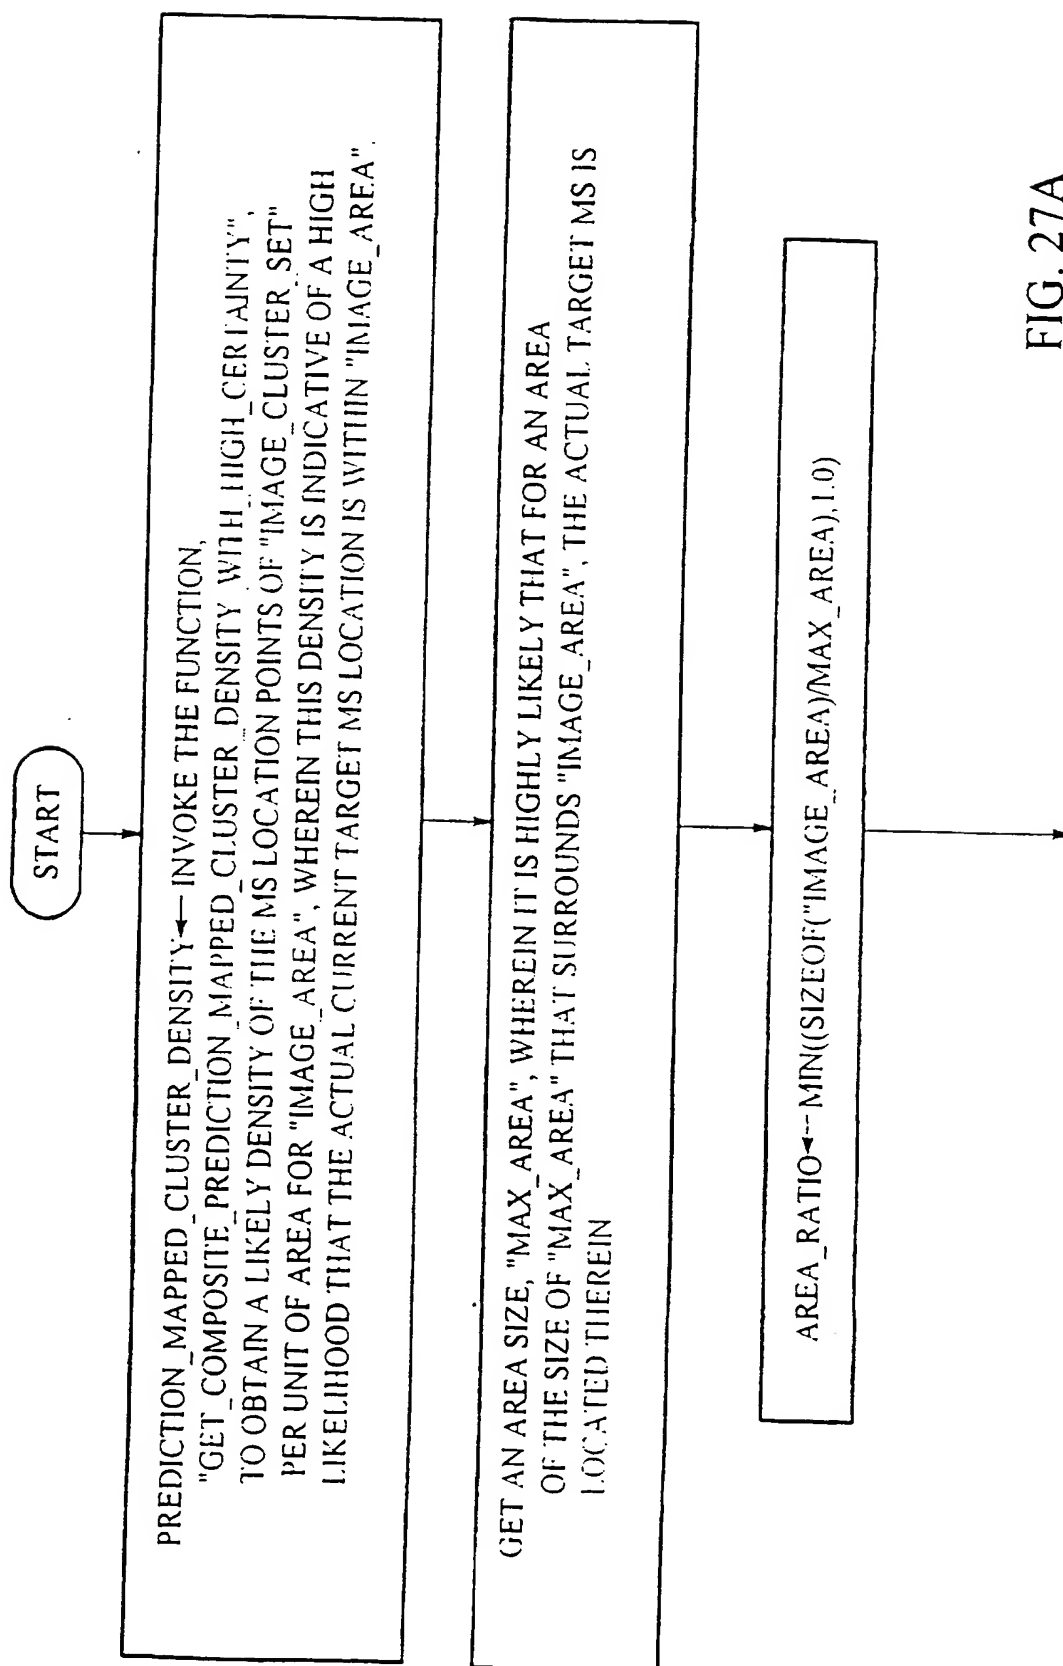 START
PREDICTION_MAPPED_CLUSTER_DENSITY← INVOKE THE FUNCTION,
"GET_COMPOSITE_PREDICTION_MAPPED_CLUSTER_DENSITY_WITH_HIGH_CERTAINTY",
TO OBTAIN A LIKELY DENSITY OF THE MS LOCATION POINTS OF "IMAGE_CLUSTER_SET"
PER UNIT OF AREA FOR "IMAGE_AREA", WHEREIN THIS DENSITY IS INDICATIVE OF A HIGH
LIKELIHOOD THAT THE ACTUAL CURRENT TARGET MS LOCATION IS WITHIN "IMAGE_AREA".
GET AN AREA SIZE, "MAX_AREA", WHEREIN IT IS HIGHLY LIKELY THAT FOR AN AREA
OF THE SIZE OF "MAX_AREA" THAT SURROUNDS "IMAGE_AREA", THE ACTUAL TARGET MS IS
LOCATED THEREIN
AREA_RATIO← MIN((SIZEOF("IMAGE_AREA)/MAX_AREA), 1.0)
FIG. 27A